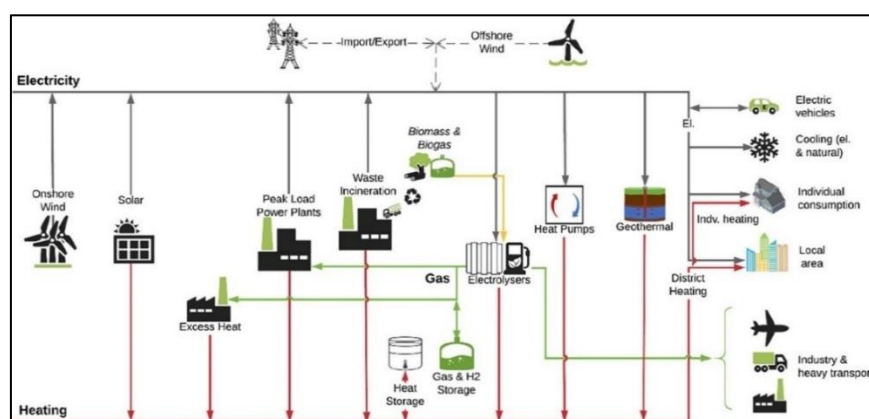 Import/Export
Offshore
Wind
Electricity
Onshore
Wind
Solar
Peak Load
Power Plants
Waste
Incineration
Biomass &
Biogas
Heat Pumps
Geothermal
El.
Electric
vehicles
Cooling (el.
& natural)
Individual
consumption
Indv. heating
Local
area
District
Heating
Gas
Electrolysers
Excess Heat
Heat
Storage
Gas & H2
Storage
Industry &
heavy transport
Heating